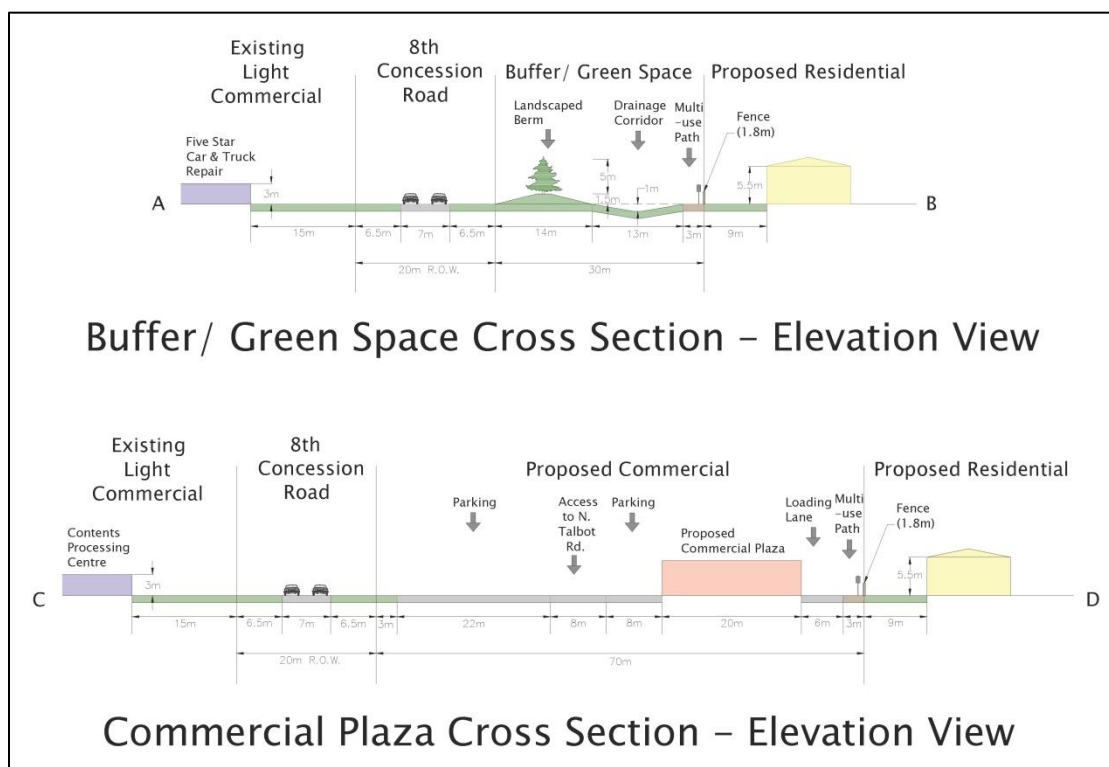 Existing
Light
Commercial
8th
Concession
Road
Buffer/ Green Space
Proposed Residential
Landscaped
Berm
Drainage
Corridor
Multi
-use
Path
Fence
(1.8m)
Five Star
Car & Truck
Repair
3m
5m
1.5m
1m
5.5m
A
B
15m
6.5m
7m
6.5m
14m
13m
3m
9m
20m R.O.W.
30m
Buffer/ Green Space Cross Section – Elevation View
Existing
Light
Commercial
8th
Concession
Road
Proposed Commercial
Proposed Residential
Parking
Access
to N.
Talbot
Rd.
Parking
Loading
Lane
Multi
-use
Path
Fence
(1.8m)
Contents
Processing
Centre
Proposed
Commercial Plaza
3m
5.5m
C
D
15m
6.5m
7m
6.5m
3m
22m
8m
8m
20m
6m
3m
9m
20m R.O.W.
70m
Commercial Plaza Cross Section – Elevation View